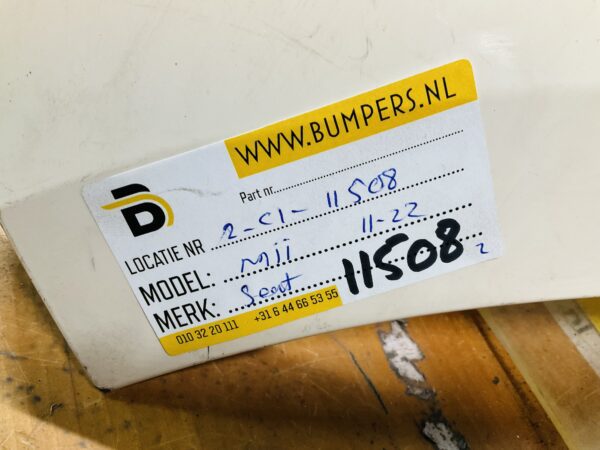 WWW.BUMPERS.NL
Part nr
LOCATIE NR 2-C1-11508
MODEL: Mii 11-22
MERK: Seat 11508 2
010 32 20 111 +31 6 44 66 53 55